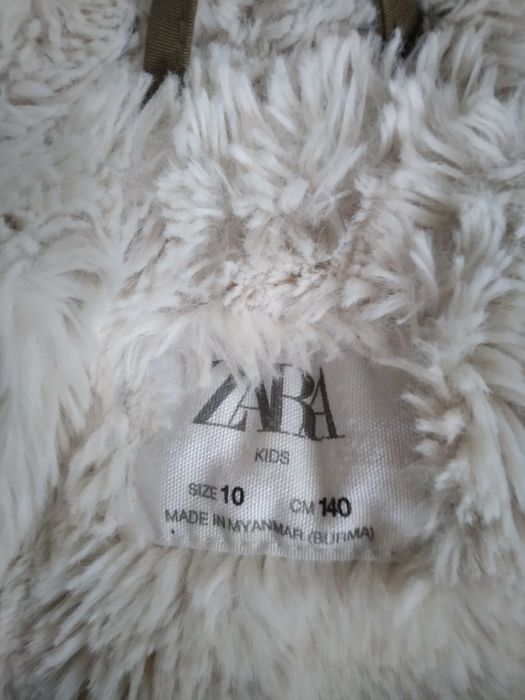 ZARA
KIDS
SIZE 10 CM 140
MADE IN MYANMAR (BURMA)